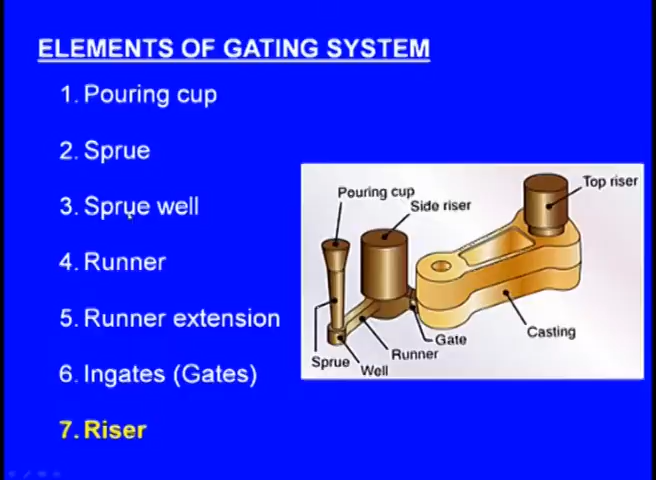 ELEMENTS OF GATING SYSTEM
1. Pouring cup
2. Sprue
3. Sprue well
4. Runner
5. Runner extension
6. Ingates (Gates)
7. Riser
Pouring cup
Side riser
Top riser
Casting
Gate
Runner
Sprue
Well